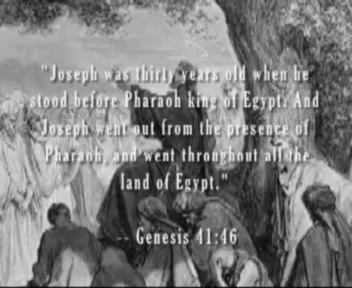 "Joseph was thirty years old when he
stood before Pharaoh king of Egypt. And
Joseph went out from the presence of
Pharaoh, and went throughout all the
land of Egypt."
-- Genesis 41:46